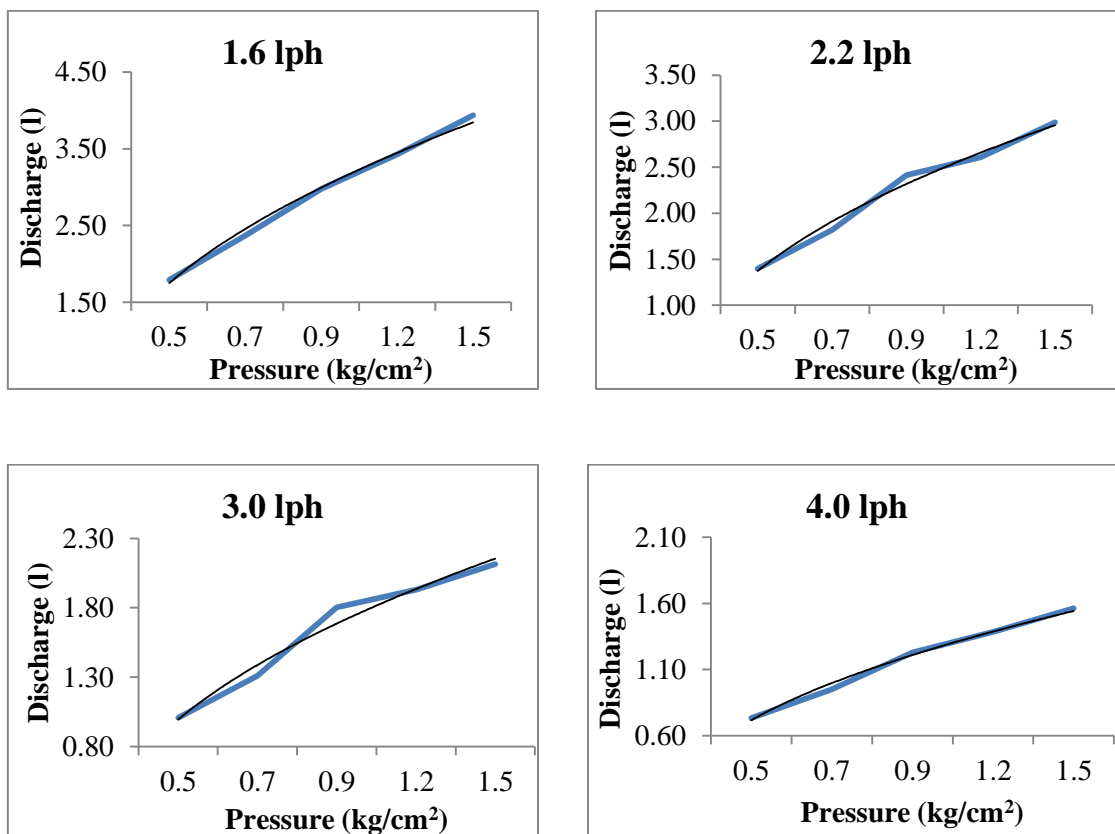 1.6 lph
Discharge (l)
4.50
3.50
2.50
1.50
0.5 0.7 0.9 1.2 1.5
Pressure (kg/cm²)
2.2 lph
Discharge (l)
3.50
3.00
2.50
2.00
1.50
1.00
0.5 0.7 0.9 1.2 1.5
Pressure (kg/cm²)
3.0 lph
Discharge (l)
2.30
1.80
1.30
0.80
0.5 0.7 0.9 1.2 1.5
Pressure (kg/cm²)
4.0 lph
Discharge (l)
2.10
1.60
1.10
0.60
0.5 0.7 0.9 1.2 1.5
Pressure (kg/cm²)